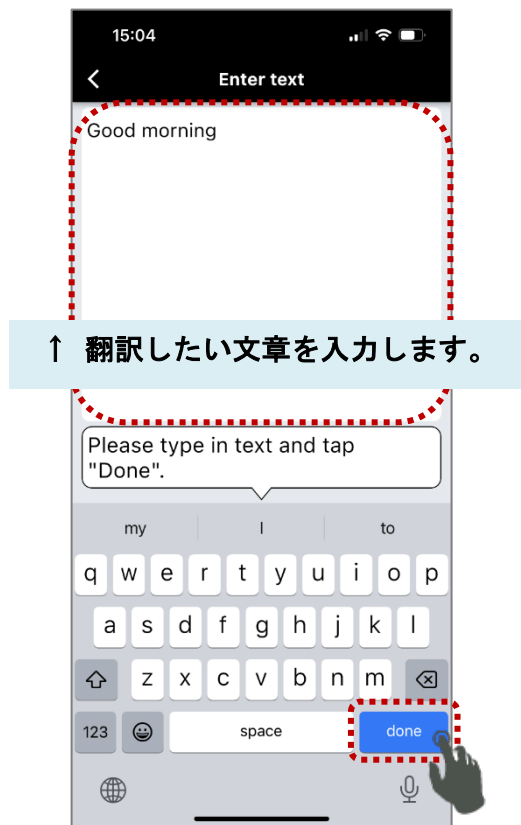 15:04
Enter text
Good morning
↑ 翻訳したい文章を入力します。
Please type in text and tap
"Done".
my I to
q w e r t y u i o p
a s d f g h j k l
z x c v b n m
123 space done